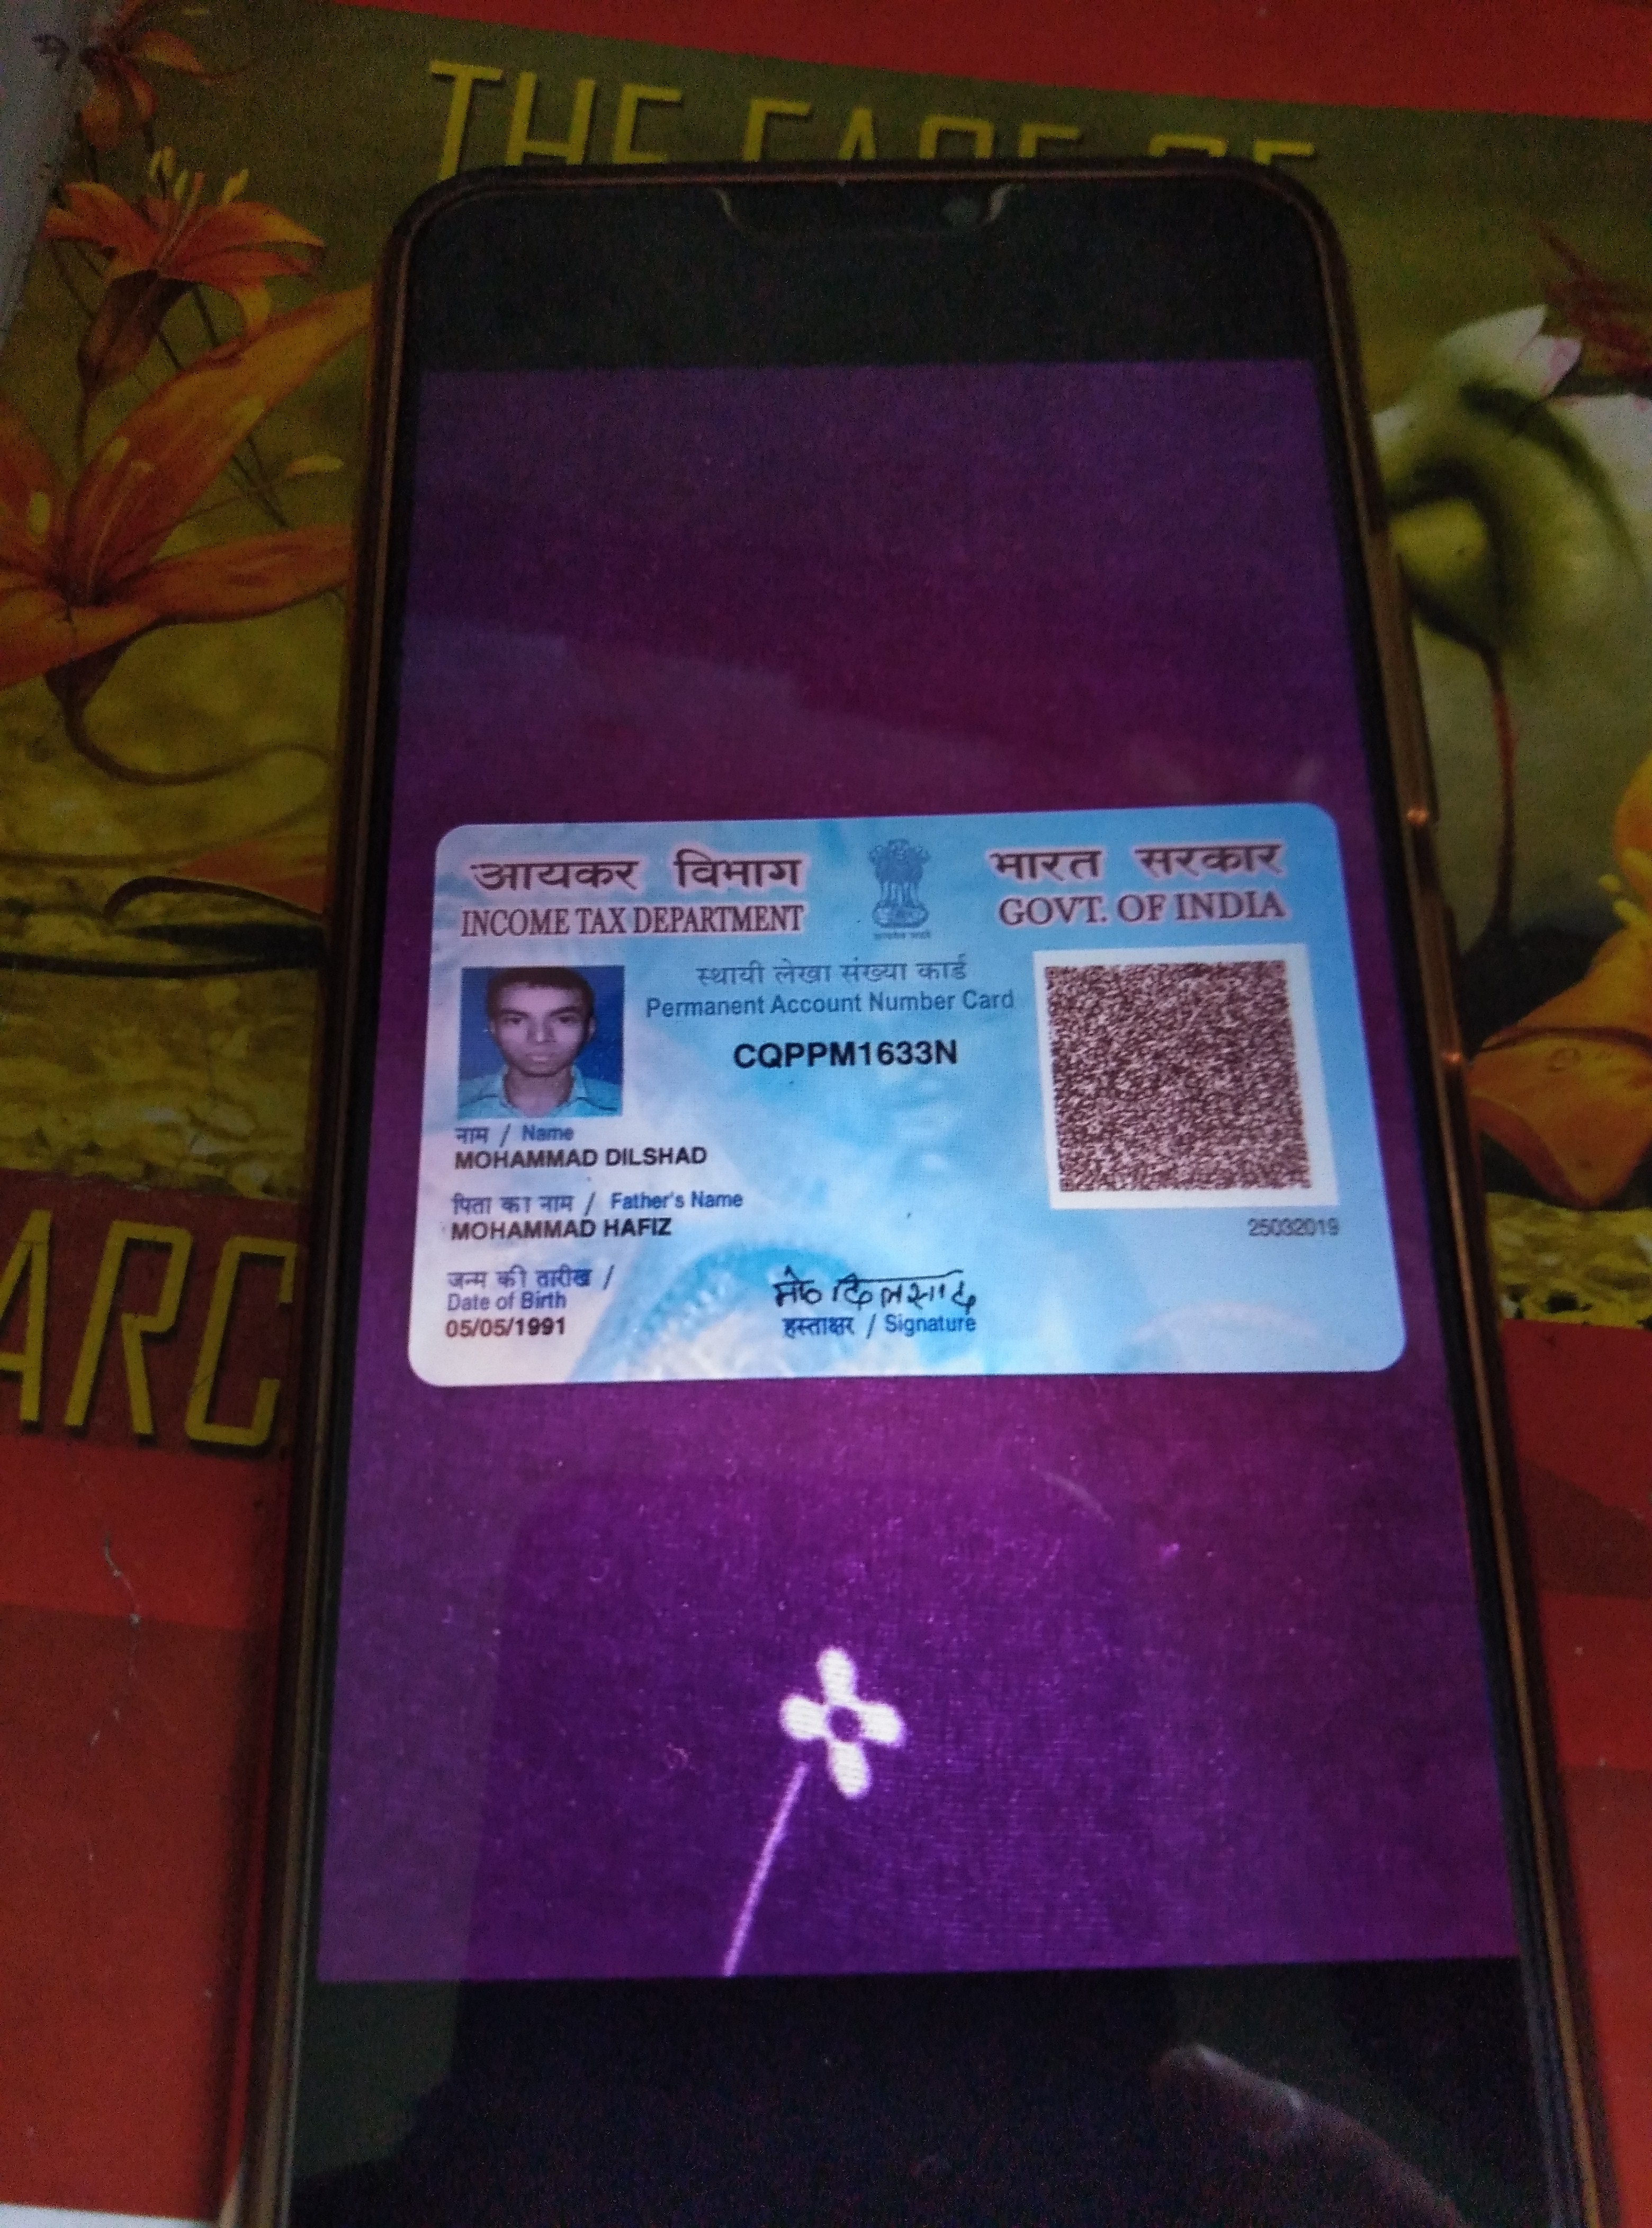 THE FACE OF
आयकर विभाग
INCOME TAX DEPARTMENT
भारत सरकार
GOVT. OF INDIA
स्थायी लेखा संख्या कार्ड
Permanent Account Number Card
CQPPM1633N
नाम / Name
MOHAMMAD DILSHAD
पिता का नाम / Father's Name
MOHAMMAD HAFIZ
25032019
जन्म की तारीख /
Date of Birth
05/05/1991
मो० दिलसाद
हस्ताक्षर / Signature
ARC